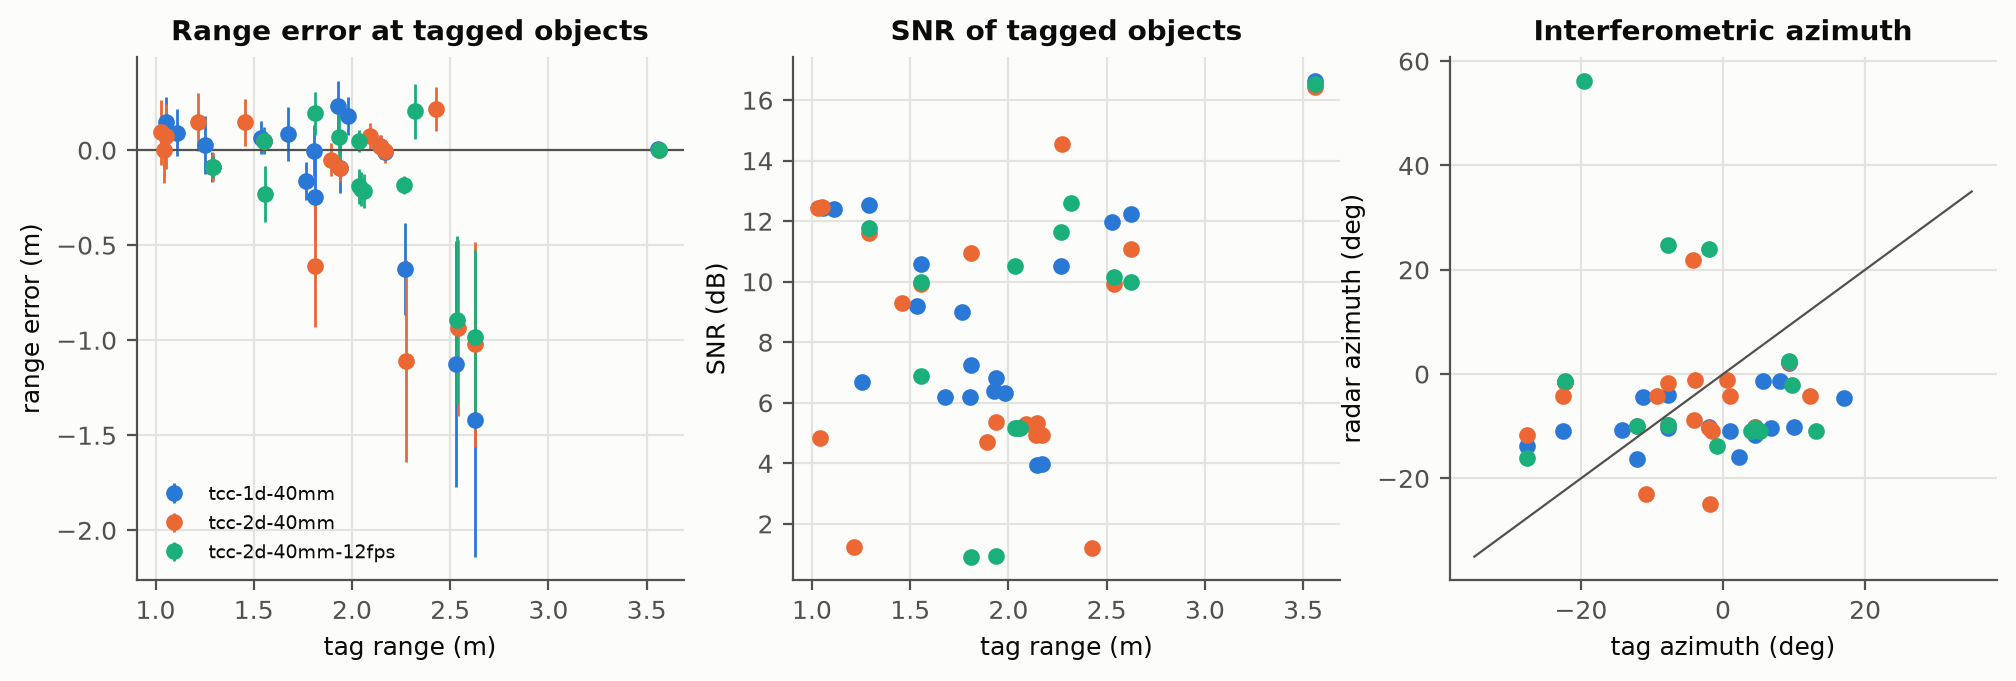 Range error at tagged objects
range error (m)
0.0
−0.5
−1.0
−1.5
−2.0
tcc-1d-40mm
tcc-2d-40mm
tcc-2d-40mm-12fps
1.0 1.5 2.0 2.5 3.0 3.5
tag range (m)
SNR of tagged objects
SNR (dB)
16
14
12
10
8
6
4
2
1.0 1.5 2.0 2.5 3.0 3.5
tag range (m)
Interferometric azimuth
radar azimuth (deg)
60
40
20
0
−20
−20 0 20
tag azimuth (deg)